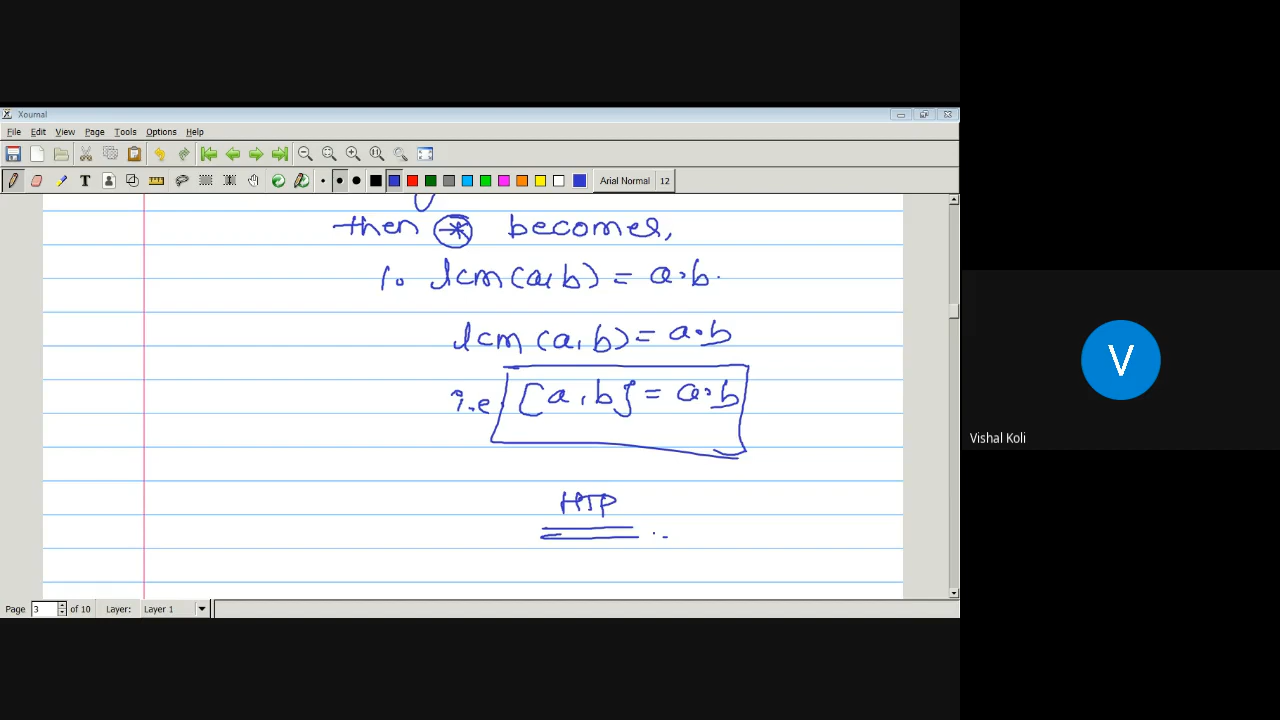 Xournal
File Edit View Page Tools Options Help
Arial Normal 12
then ⊛ becomes,
1. lcm(a,b) = a.b.
lcm (a,b) = a.b
i.e [a,b] = a.b
HTP
Page 3 of 10 Layer: Layer 1
V
Vishal Koli